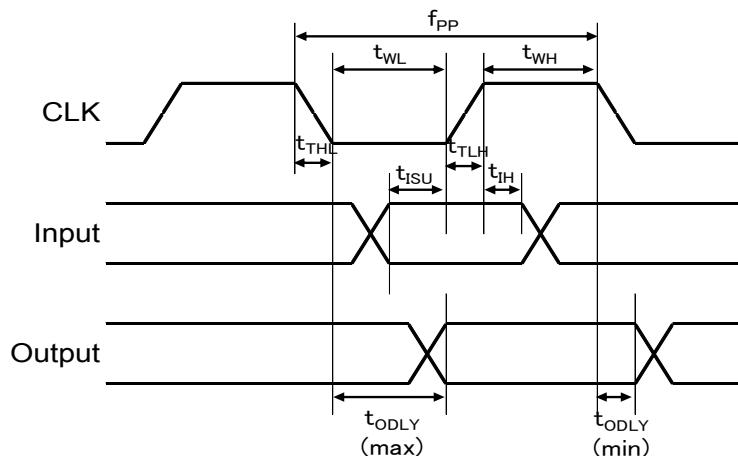 fPP
tWL
tWH
CLK
tTHL
tTLH
tISU
tIH
Input
Output
tODLY
(max)
tODLY
(min)